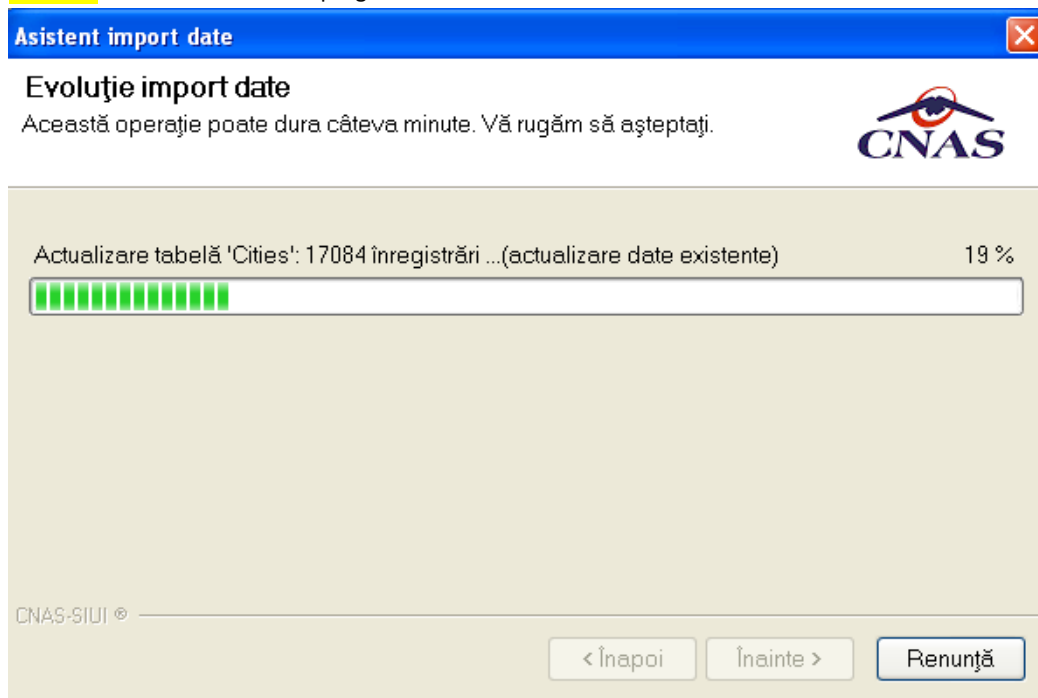 Asistent import date
Evoluţie import date
Această operaţie poate dura câteva minute. Vă rugăm să aşteptaţi.
CNAS
Actualizare tabelă 'Cities': 17084 înregistrări ...(actualizare date existente) 19 %
CNAS-SIUI ®
< Înapoi Înainte > Renunţă